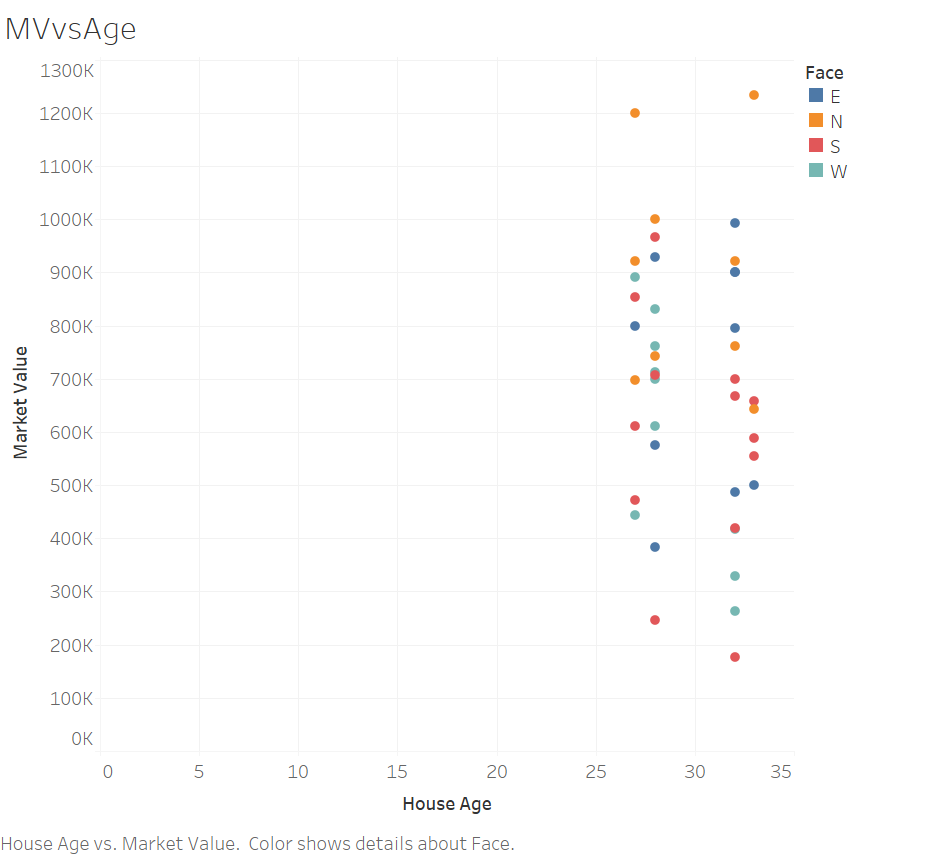 MVvsAge
1300K
1200K
1100K
1000K
900K
800K
700K
600K
500K
400K
300K
200K
100K
0K
Market Value
0 5 10 15 20 25 30 35
House Age
Face
E
N
S
W
House Age vs. Market Value. Color shows details about Face.